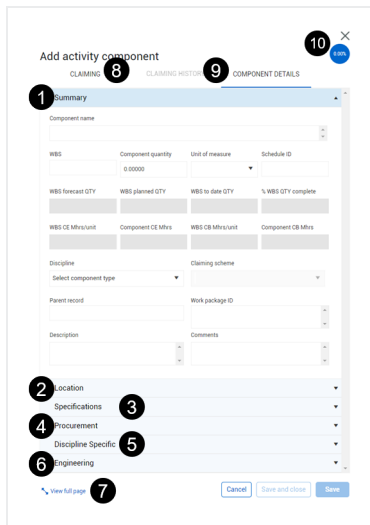 10
0.00%
Add activity component
CLAIMING 8 CLAIMING HISTORY 9 COMPONENT DETAILS
1 Summary
Component name
WBS Component quantity Unit of measure Schedule ID
0.00000
WBS forecast QTY WBS planned QTY WBS to date QTY % WBS QTY complete
WBS CE Mhrs/unit Component CE Mhrs WBS CB Mhrs/unit Component CB Mhrs
Discipline Claiming scheme
Select component type
Parent record Work package ID
Description Comments
2 Location
Specifications 3
4 Procurement
Discipline Specific 5
6 Engineering
View full page 7 Cancel Save and close Save